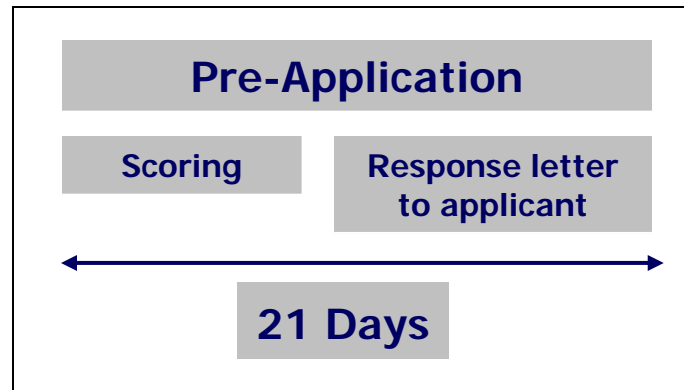 Pre-Application
Scoring
Response letter
to applicant
21 Days